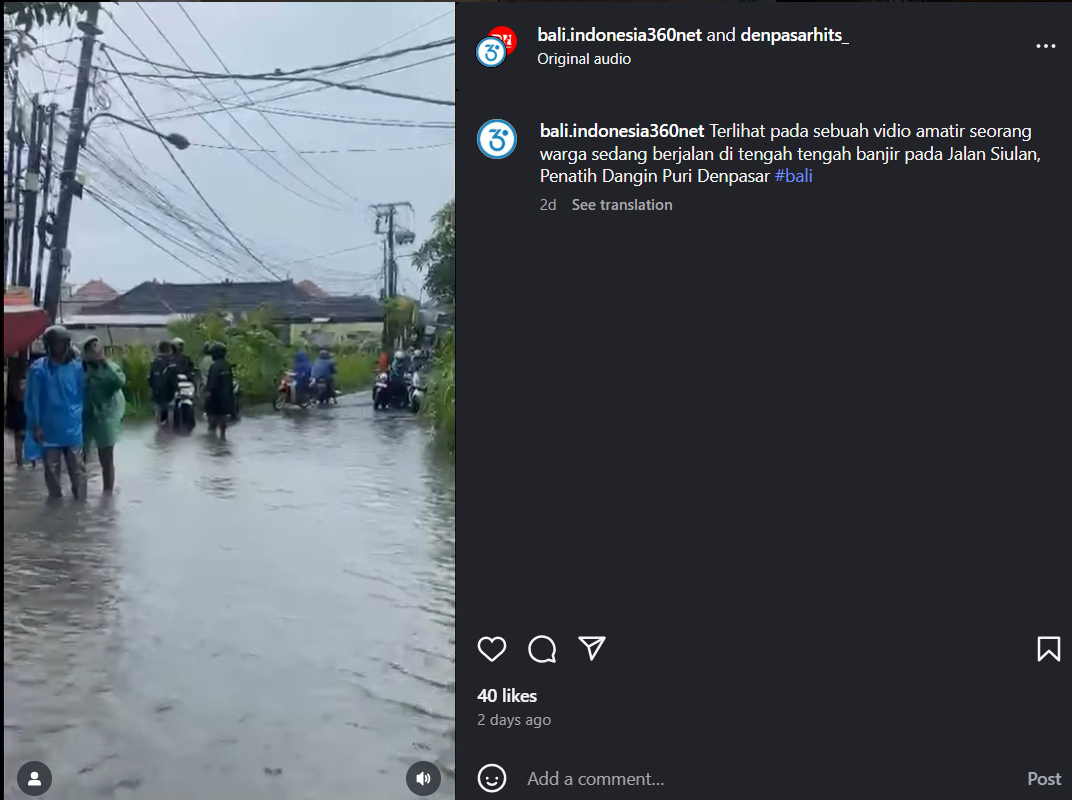 bali.indonesia360net and denpasarhits_
Original audio
bali.indonesia360net Terlihat pada sebuah vidio amatir seorang
warga sedang berjalan di tengah tengah banjir pada Jalan Siulan,
Penatih Dangin Puri Denpasar #bali
2d See translation
40 likes
2 days ago
Add a comment...
Post